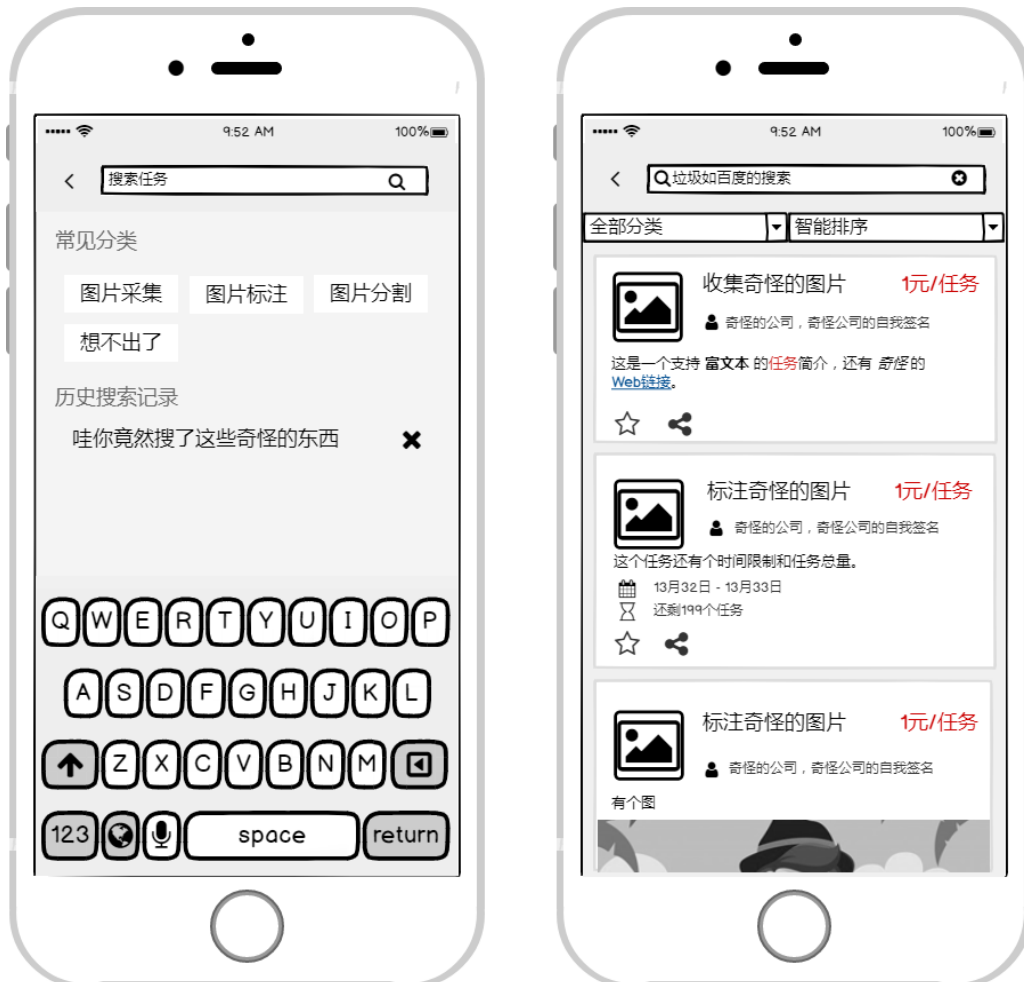 9:52 AM
100%
搜索任务
常见分类
图片采集
图片标注
图片分割
想不出了
历史搜索记录
哇你竟然搜了这些奇怪的东西
Q W E R T Y U I O P
A S D F G H J K L
Z X C V B N M
123
space
return
9:52 AM
100%
垃圾如百度的搜索
全部分类
智能排序
收集奇怪的图片
1元/任务
奇怪的公司，奇怪公司的自我签名
这是一个支持 富文本 的任务简介，还有 奇怪 的
Web链接。
标注奇怪的图片
1元/任务
奇怪的公司，奇怪公司的自我签名
这个任务还有个时间限制和任务总量。
13月32日 - 13月33日
还剩199个任务
标注奇怪的图片
1元/任务
奇怪的公司，奇怪公司的自我签名
有个图